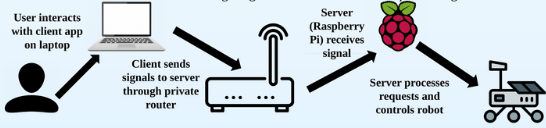 User interacts
with client app
on laptop
Client sends
signals to server
through private
router
Server
(Raspberry
Pi) receives
signal
Server processes
requests and
controls robot